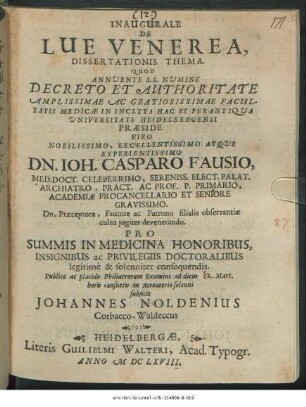 (12)
INAUGURALE
DE
LUE VENEREA,
DISSERTATIONIS THEMA.
QUOD
ANNUENTE S.S. NUMINE
DECRETO ET AUTHORITATE
AMPLISSIMAE AC GRATIOSISSIMAE FACUL-
TATIS MEDICÆ IN INCLYTA HAC ET PERANTIQUA
UNIVERSITATE HEIDELBERGENSI
PRÆSIDE
VIRO
NOBILISSIMO, EXCELLENTISSIMO ATQUE
EXPERIENTISSIMO
DN. IOH. CASPARO FAUSIO,
MED. DOCT. CELEBERRIMO, SERENISS. ELECT. PALAT.
ARCHIATRO, PRACT. AC PROF. P. PRIMARIO,
ACADEMIÆ PROCANCELLARIO ET SENIORE
GRAVISSIMO.
Dn. Præceptore, Fautore ac Patrono filialis observantiæ
cultu jugiter devenerando.
PRO
SUMMIS IN MEDICINA HONORIBUS,
INSIGNIBUS ac PRIVILEGIIS DOCTORALIBUS
legitimè & solenniter consequendis.
Publico ac placido Philiatrorum Examini ad diem Mart.
horis consuetis in Acroaterio solenni
subjicit
JOHANNES NOLDENIUS
Corbacco-Waldeccus
HEIDELBERGÆ,
Literis GUILIELMI WALTERI, Acad. Typogr.
ANNO M DC LXVIII.